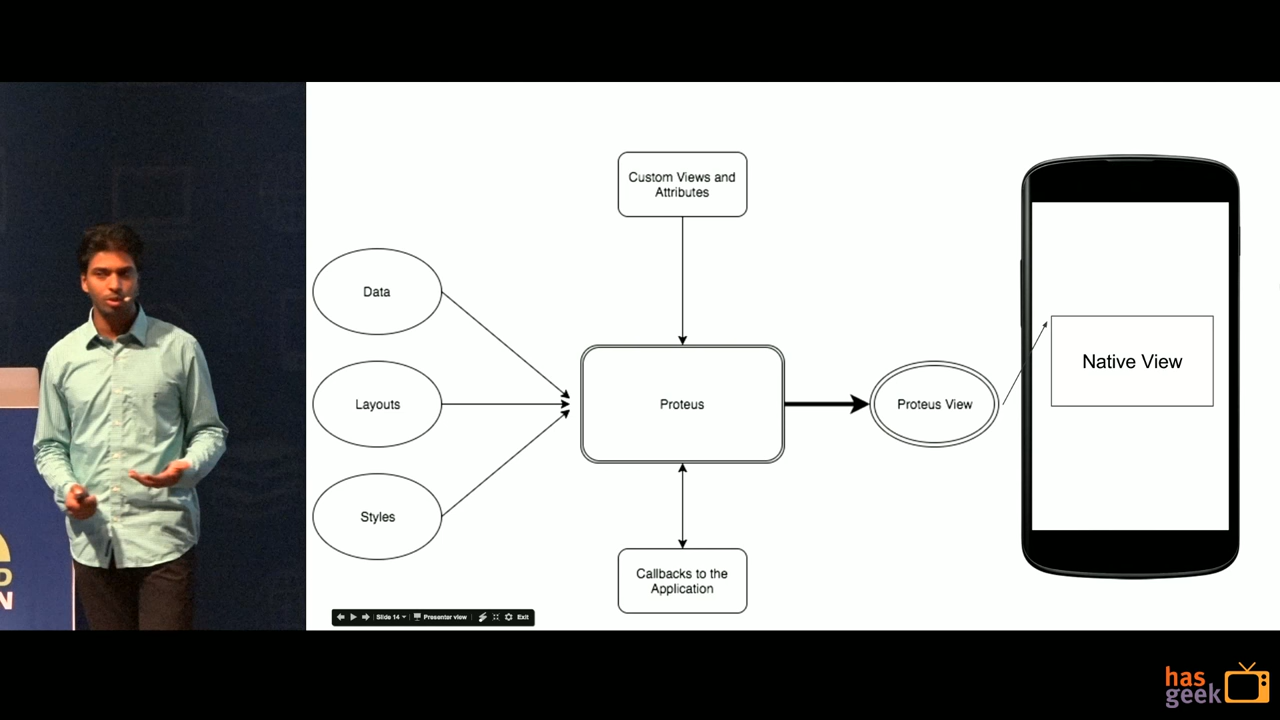 Custom Views and
Attributes
Data
Layouts
Styles
Proteus
Proteus View
Native View
Callbacks to the
Application
Slide 14
Presenter view
Exit
D
N
has
geek